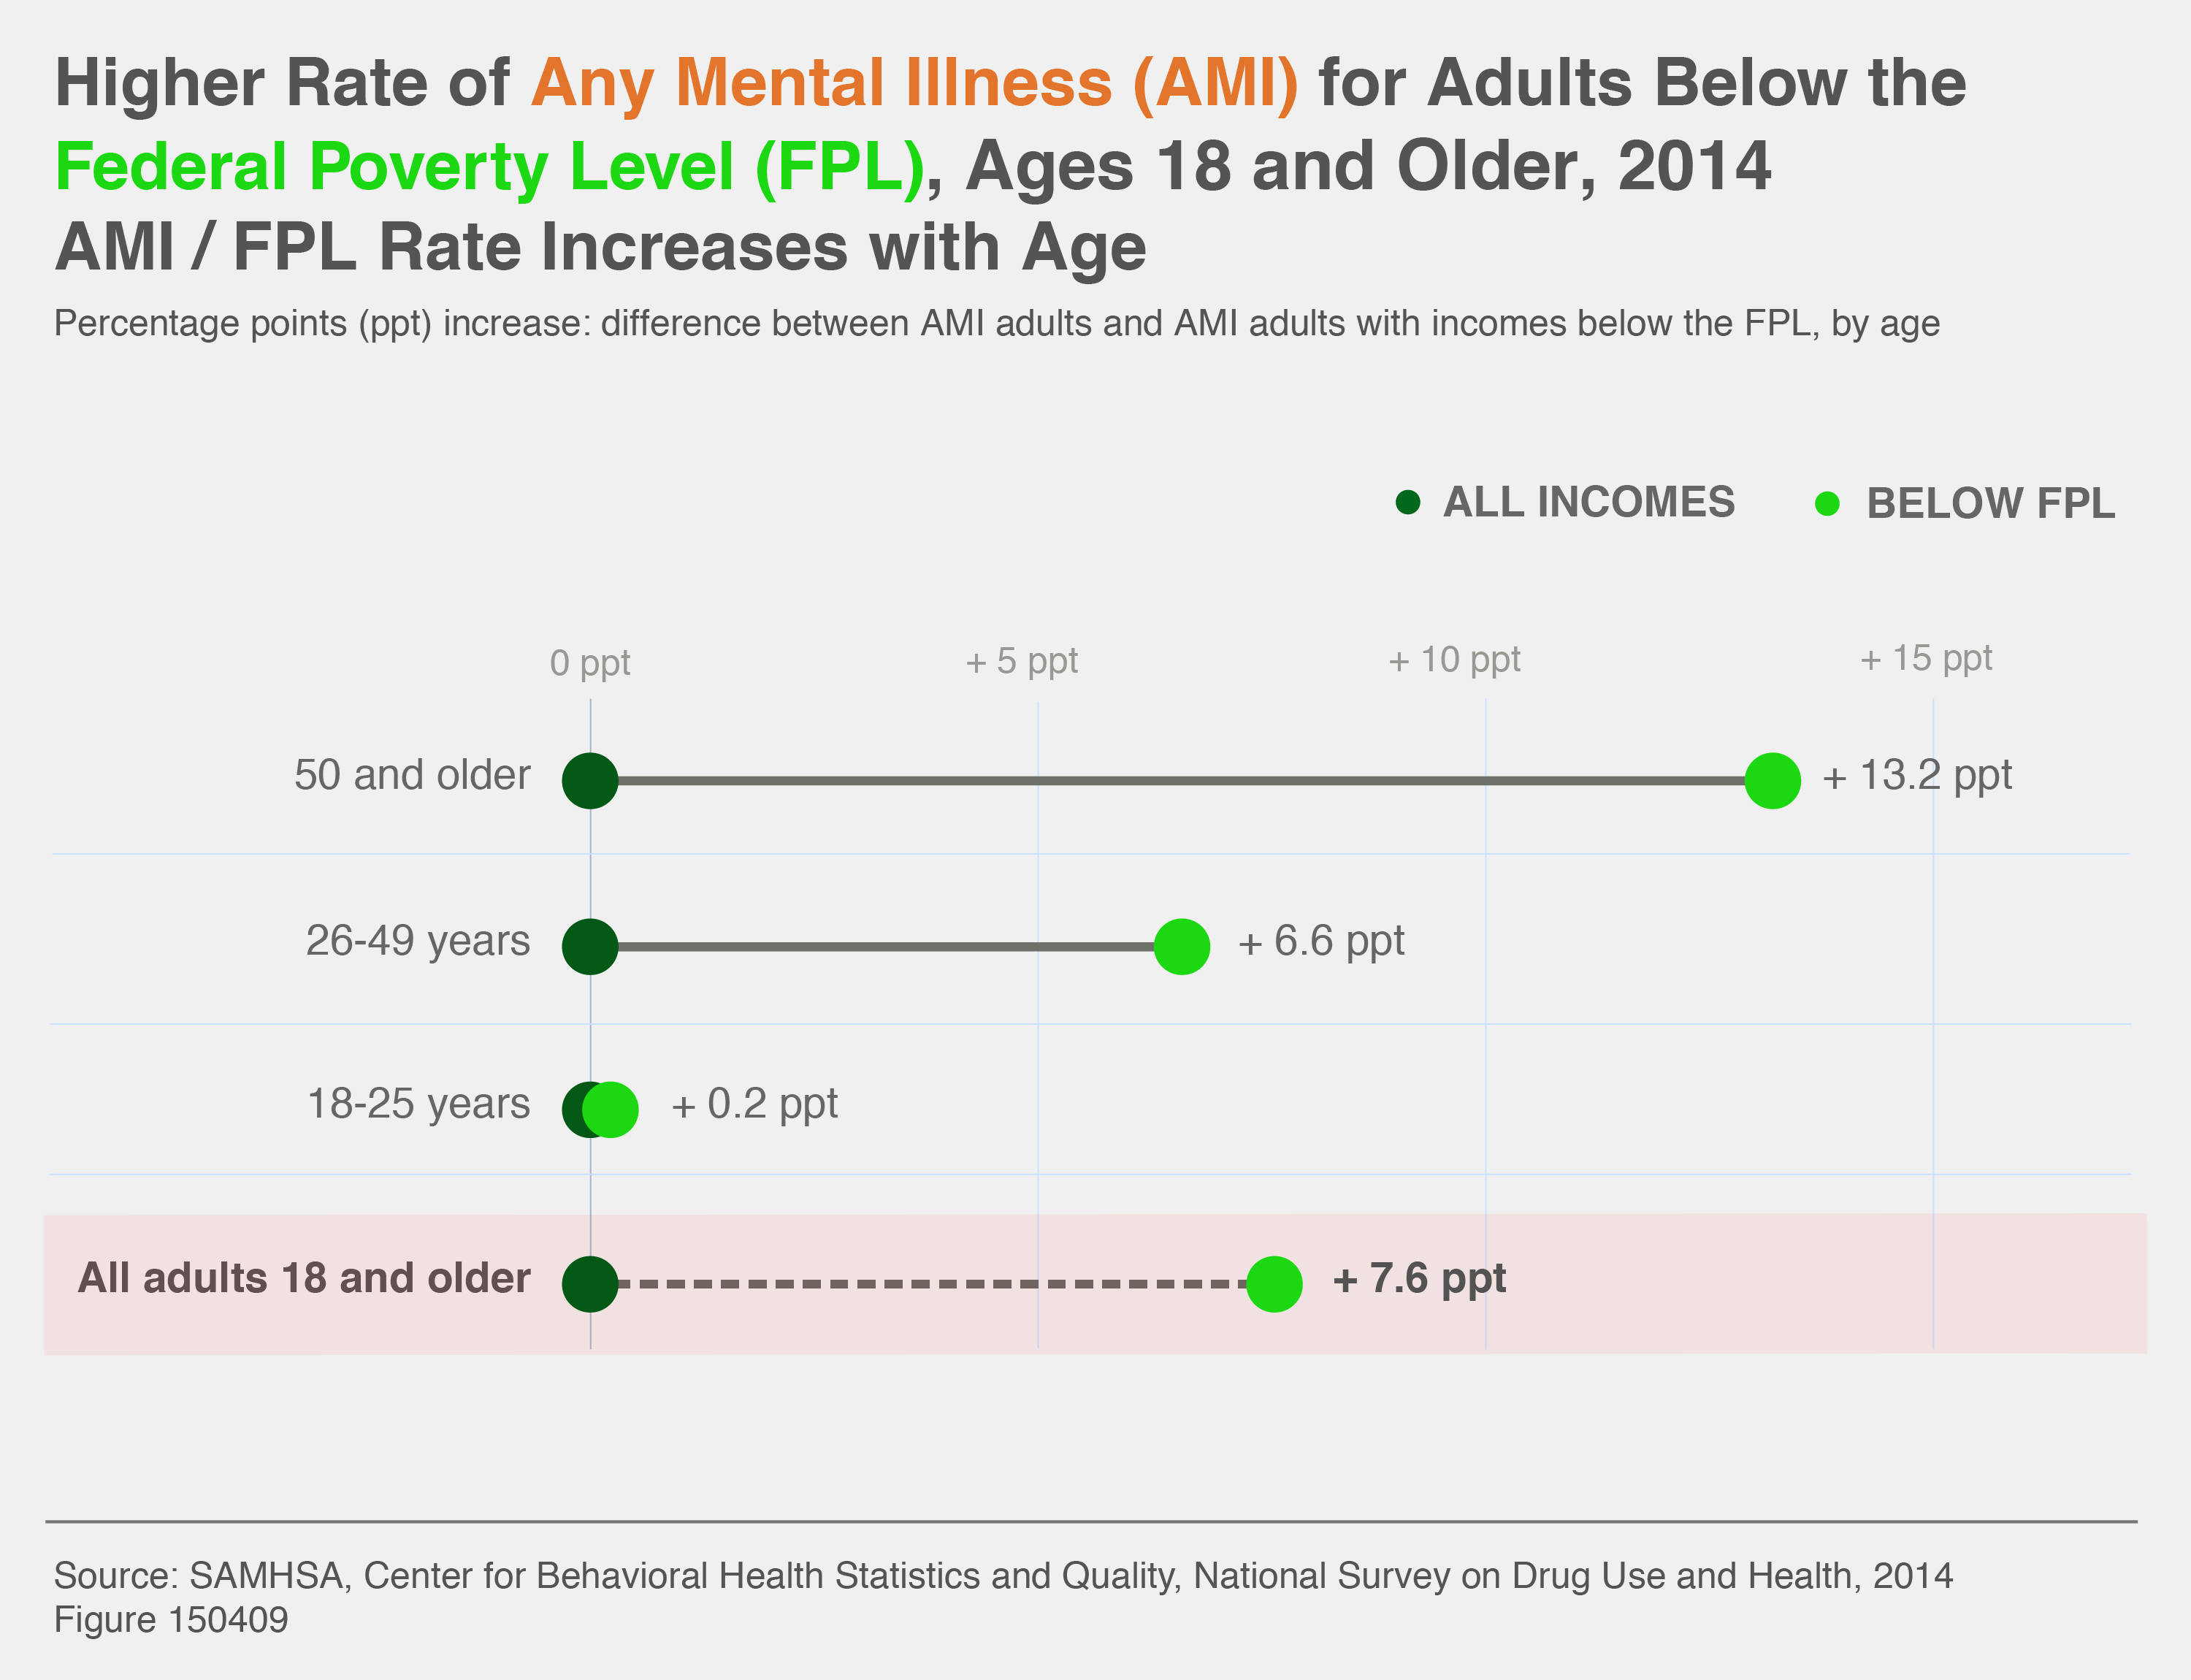 Higher Rate of Any Mental Illness (AMI) for Adults Below the
Federal Poverty Level (FPL), Ages 18 and Older, 2014
AMI / FPL Rate Increases with Age
Percentage points (ppt) increase: difference between AMI adults and AMI adults with incomes below the FPL, by age
ALL INCOMES BELOW FPL
0 ppt + 5 ppt + 10 ppt + 15 ppt
50 and older + 13.2 ppt
26-49 years + 6.6 ppt
18-25 years + 0.2 ppt
All adults 18 and older + 7.6 ppt
Source: SAMHSA, Center for Behavioral Health Statistics and Quality, National Survey on Drug Use and Health, 2014
Figure 150409